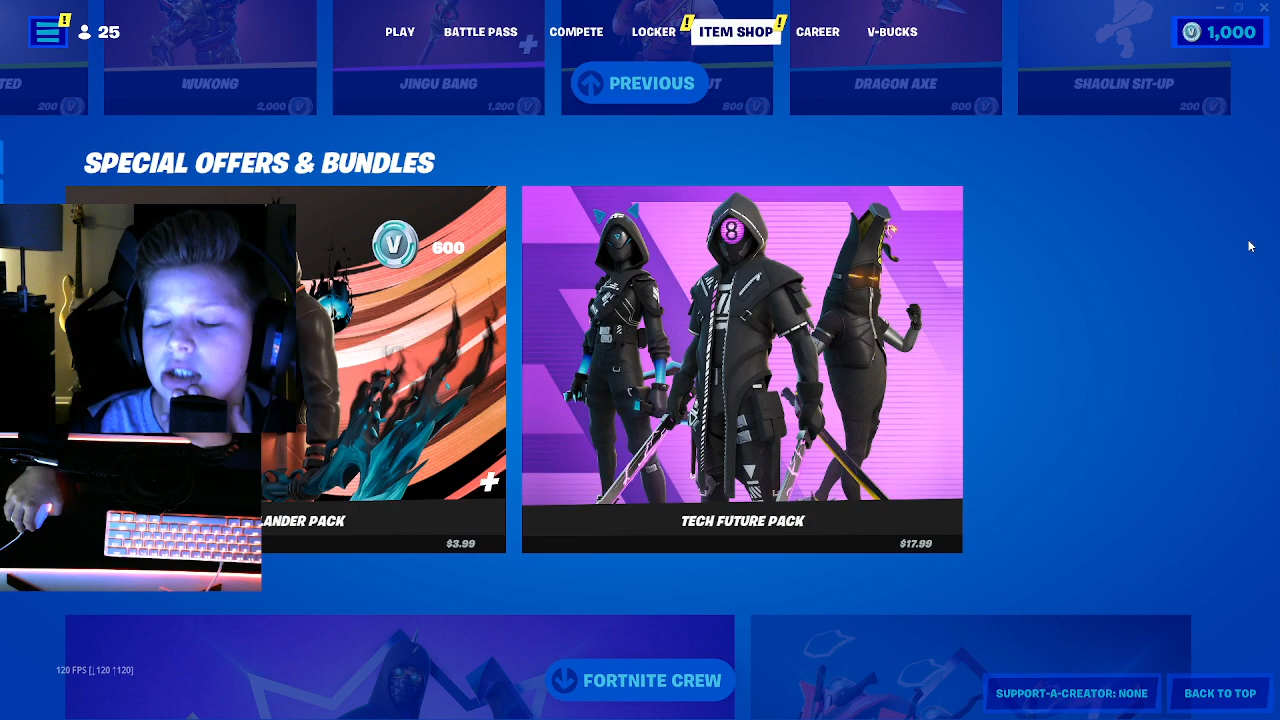 25
PLAY
BATTLE PASS
COMPETE
LOCKER
ITEM SHOP
CAREER
V-BUCKS
1,000
WUKONG
JINGU BANG
DRAGON AXE
SHAOLIN SIT-UP
PREVIOUS
200
2,000
1,200
800
800
200
SPECIAL OFFERS & BUNDLES
600
8
ANDER PACK
TECH FUTURE PACK
$3.99
$17.99
120 FPS [↓120 ↑120]
FORTNITE CREW
SUPPORT-A-CREATOR: NONE
BACK TO TOP